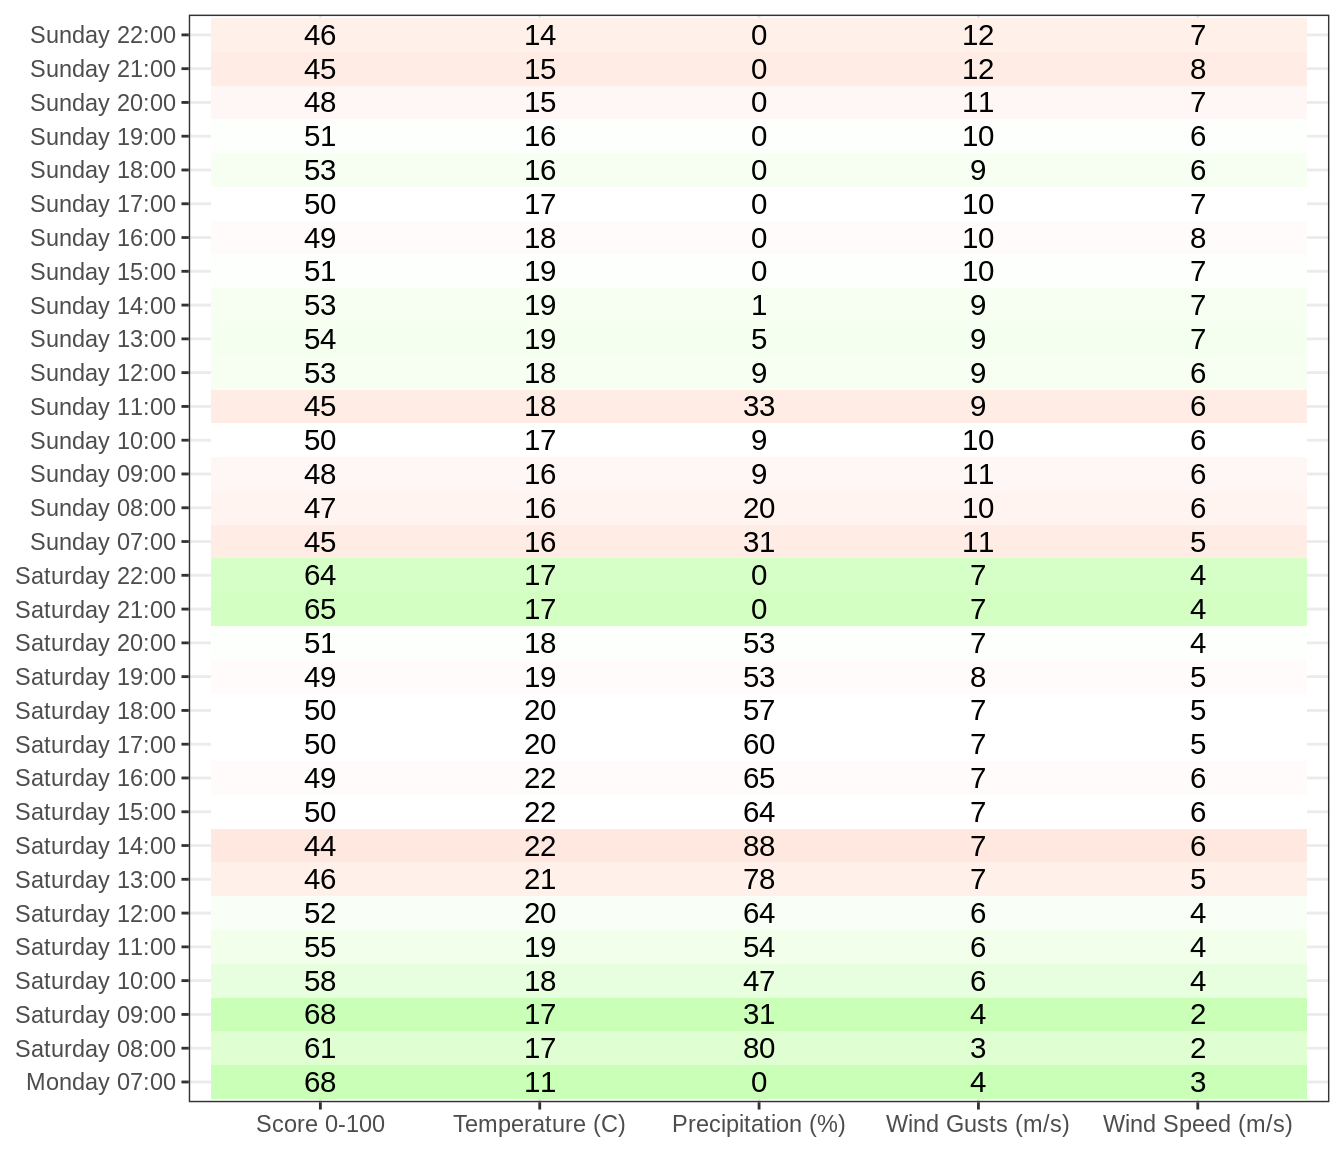 Sunday 22:00 46 14 0 12 7
Sunday 21:00 45 15 0 12 8
Sunday 20:00 48 15 0 11 7
Sunday 19:00 51 16 0 10 6
Sunday 18:00 53 16 0 9 6
Sunday 17:00 50 17 0 10 7
Sunday 16:00 49 18 0 10 8
Sunday 15:00 51 19 0 10 7
Sunday 14:00 53 19 1 9 7
Sunday 13:00 54 19 5 9 7
Sunday 12:00 53 18 9 9 6
Sunday 11:00 45 18 33 9 6
Sunday 10:00 50 17 9 10 6
Sunday 09:00 48 16 9 11 6
Sunday 08:00 47 16 20 10 6
Sunday 07:00 45 16 31 11 5
Saturday 22:00 64 17 0 7 4
Saturday 21:00 65 17 0 7 4
Saturday 20:00 51 18 53 7 4
Saturday 19:00 49 19 53 8 5
Saturday 18:00 50 20 57 7 5
Saturday 17:00 50 20 60 7 5
Saturday 16:00 49 22 65 7 6
Saturday 15:00 50 22 64 7 6
Saturday 14:00 44 22 88 7 6
Saturday 13:00 46 21 78 7 5
Saturday 12:00 52 20 64 6 4
Saturday 11:00 55 19 54 6 4
Saturday 10:00 58 18 47 6 4
Saturday 09:00 68 17 31 4 2
Saturday 08:00 61 17 80 3 2
Monday 07:00 68 11 0 4 3
Score 0-100 Temperature (C) Precipitation (%) Wind Gusts (m/s) Wind Speed (m/s)